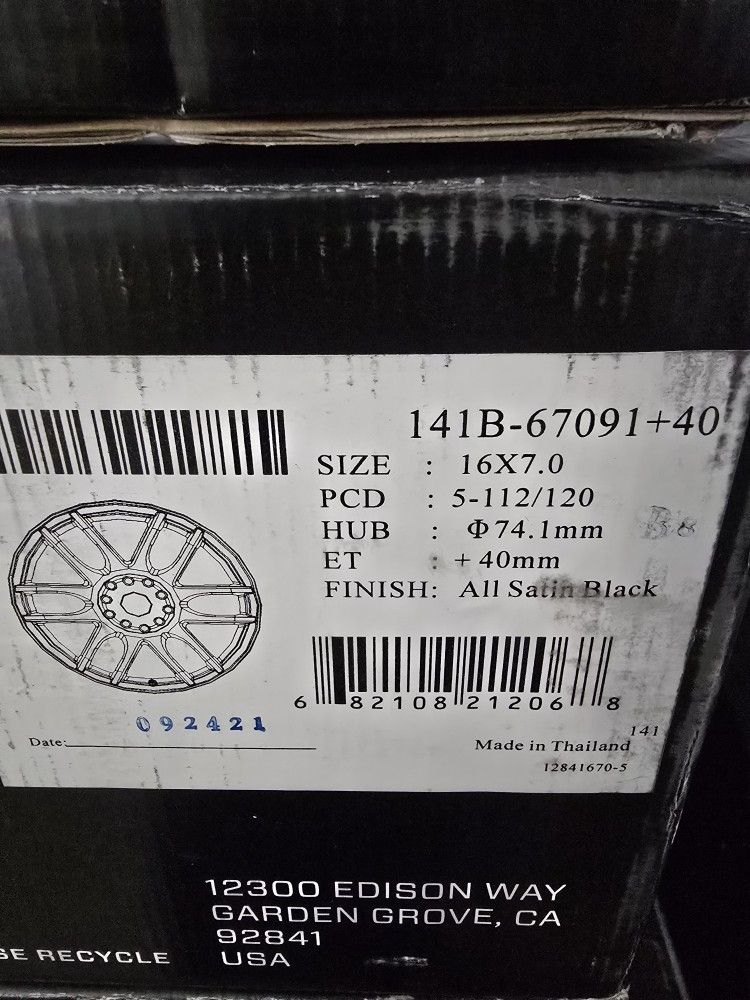 141B-67091+40
SIZE : 16X7.0
PCD : 5-112/120
HUB : Φ74.1mm
ET : +40mm
FINISH: All Satin Black
6 82108 21206 8
092421
Date:
141
Made in Thailand
12841670-5
12300 EDISON WAY
GARDEN GROVE, CA
92841
USA
RECYCLE